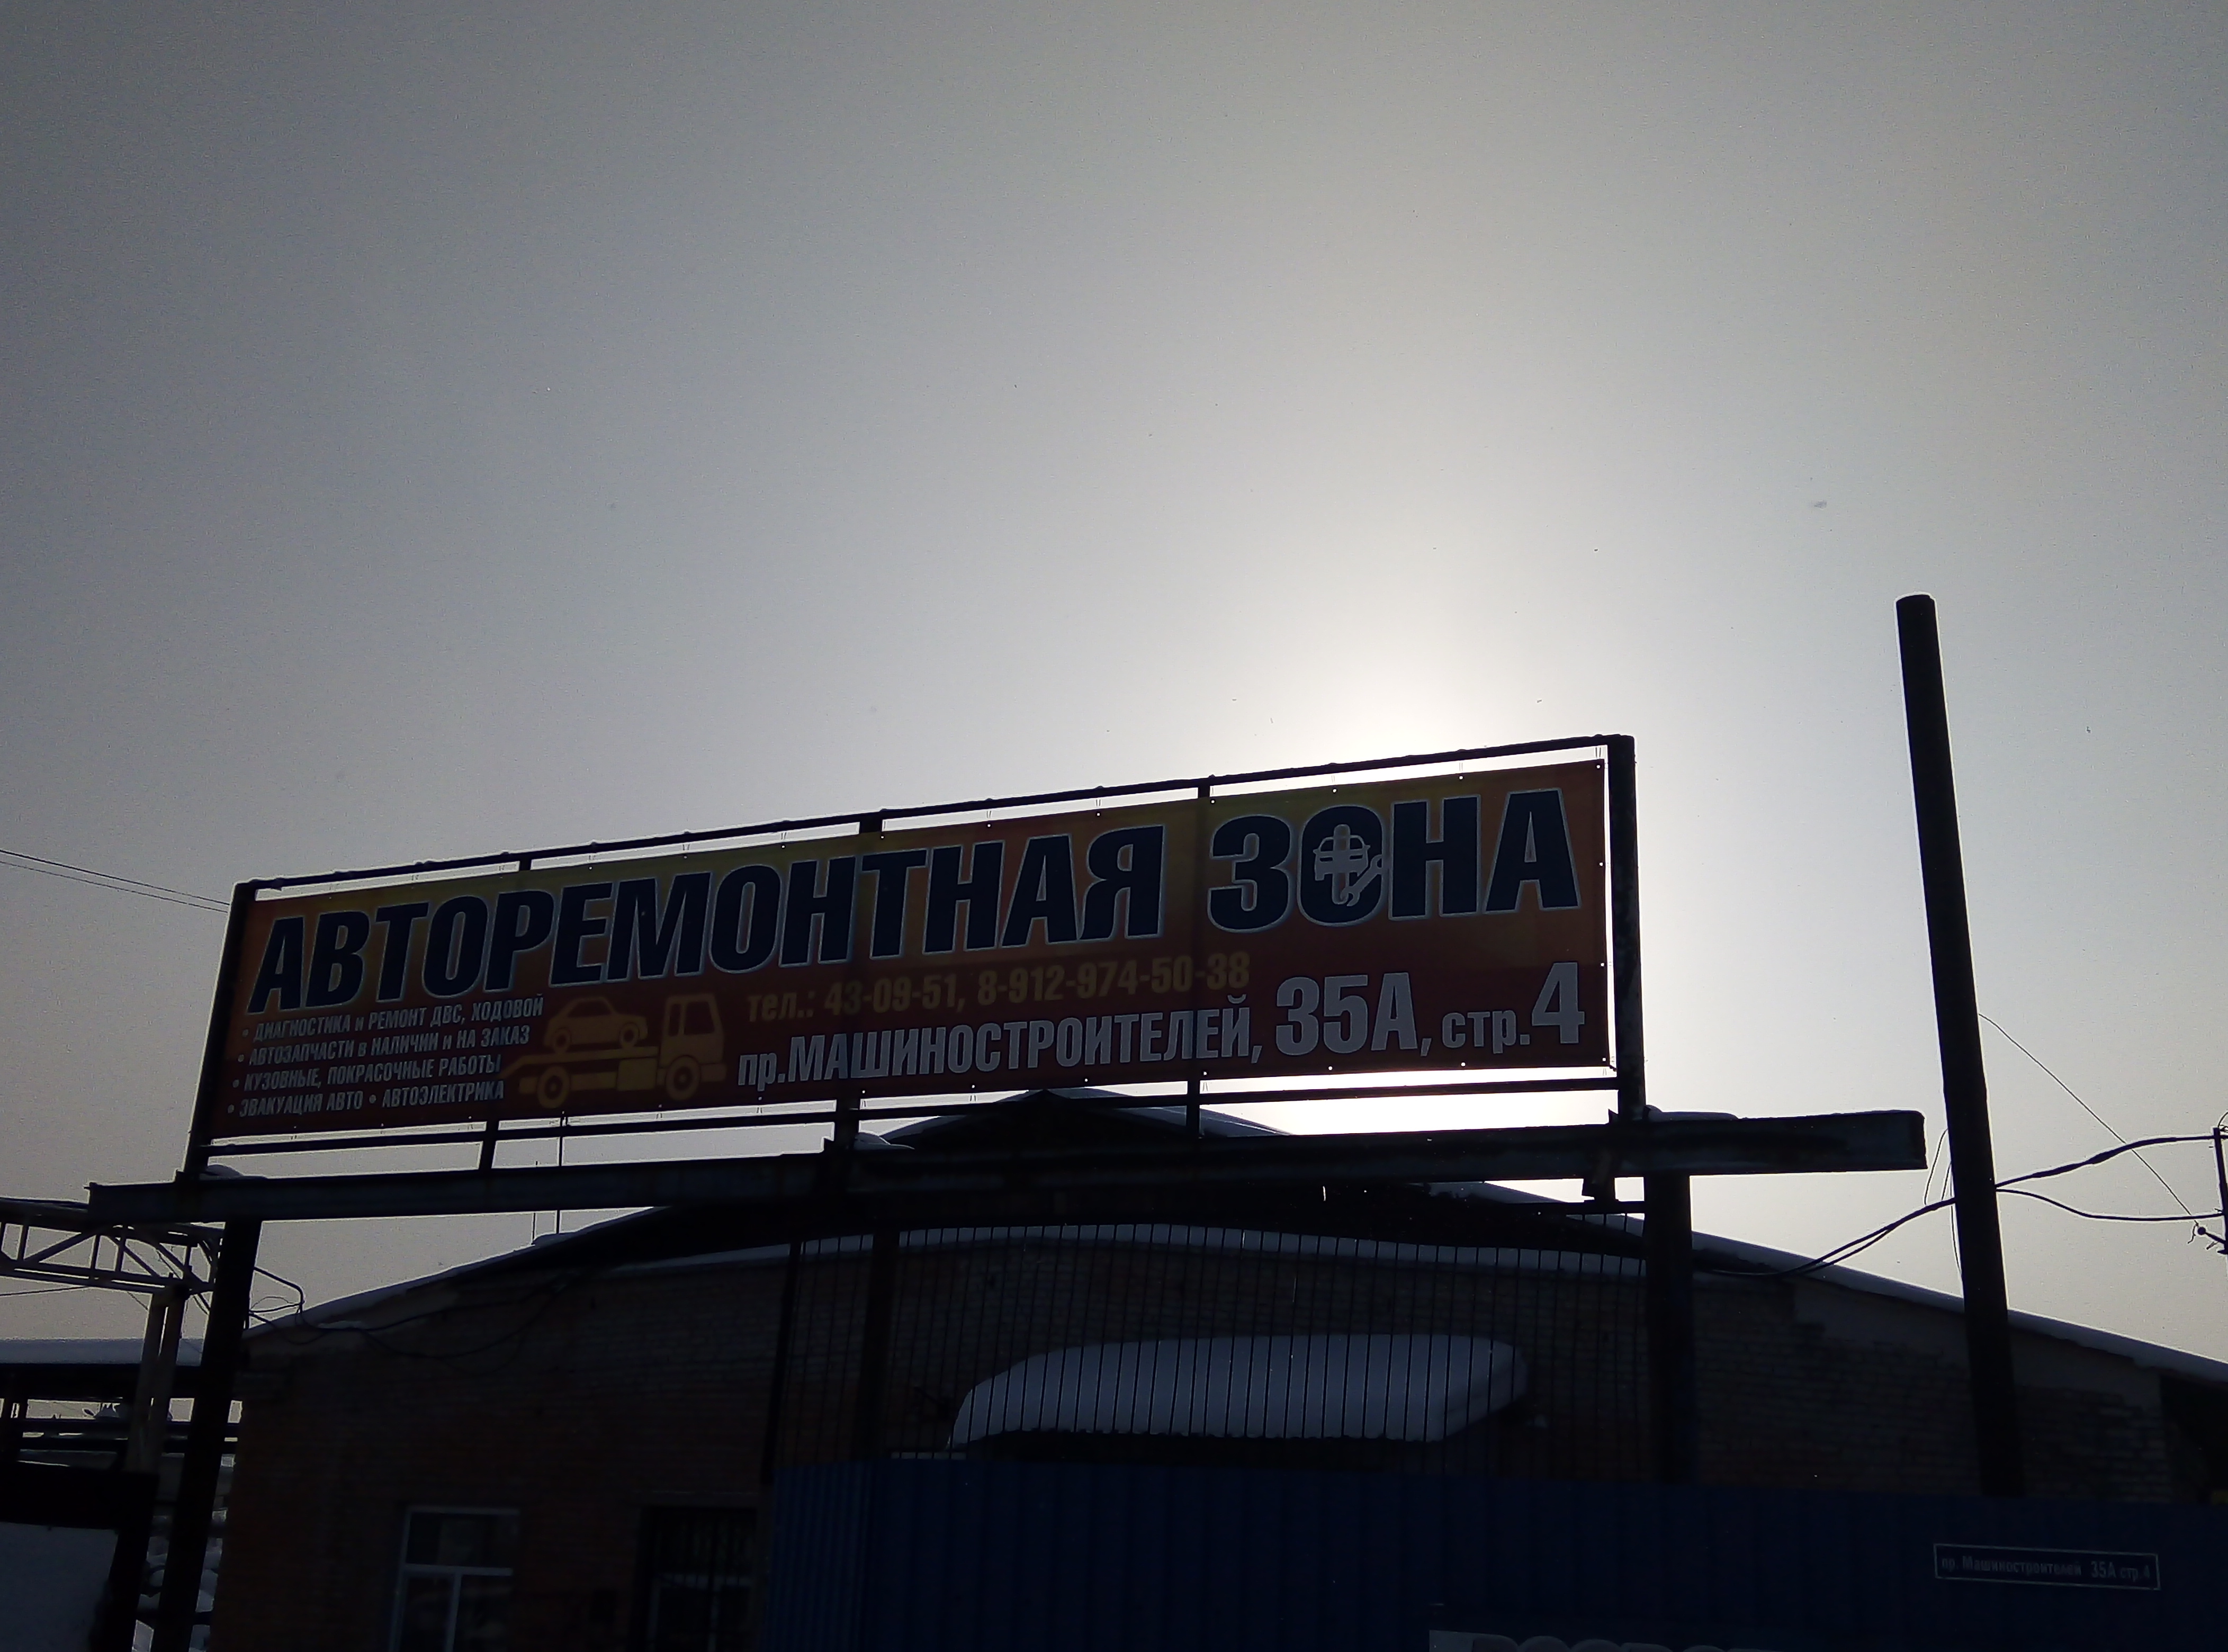 АВТОРЕМОНТНАЯ ЗОНА
• ДИАГНОСТИКА и РЕМОНТ ДВС, ХОДОВОЙ
• АВТОЗАПЧАСТИ в НАЛИЧИИ и НА ЗАКАЗ
• КУЗОВНЫЕ, ПОКРАСОЧНЫЕ РАБОТЫ
• ЭВАКУАЦИЯ АВТО • АВТОЭЛЕКТРИКА
тел.: 43-09-51, 8-912-974-50-38
пр.МАШИНОСТРОИТЕЛЕЙ, 35А, стр.4
пр. Машиностроителей 35А стр.4